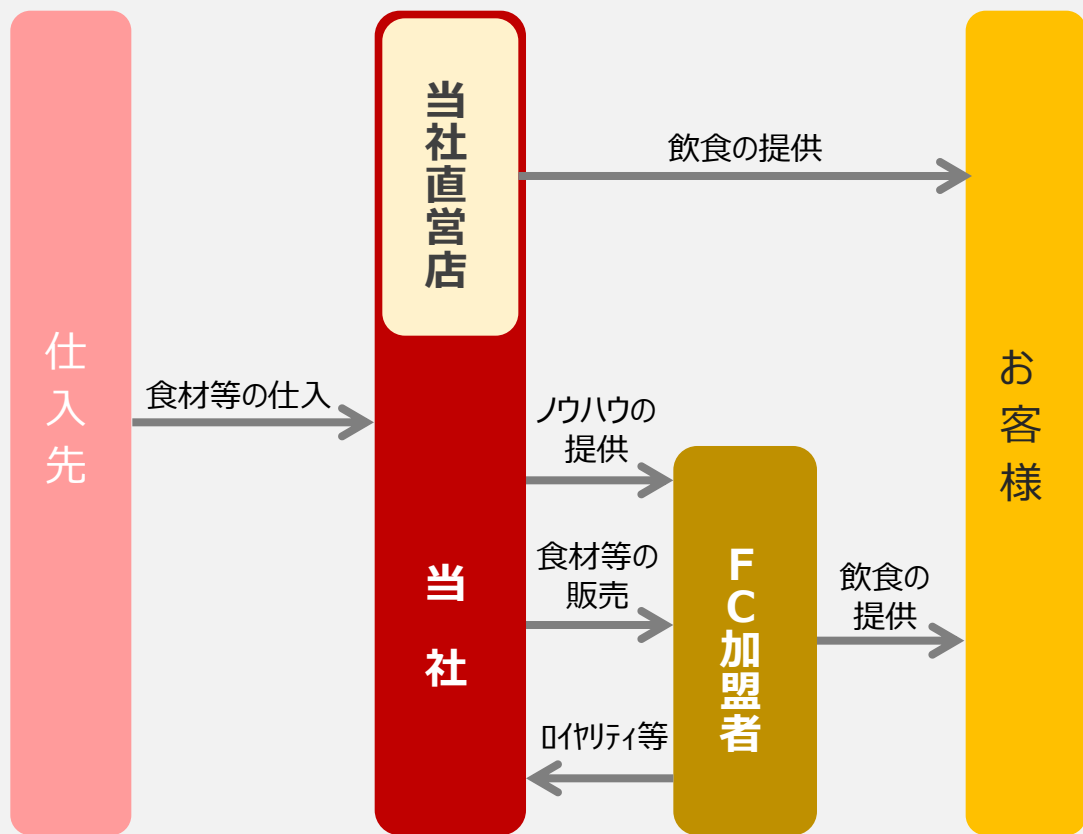 仕入先
食材等の仕入
当社直営店
当社
飲食の提供
ノウハウの
提供
食材等の
販売
ロイヤリティ等
FC加盟者
飲食の
提供
お客様